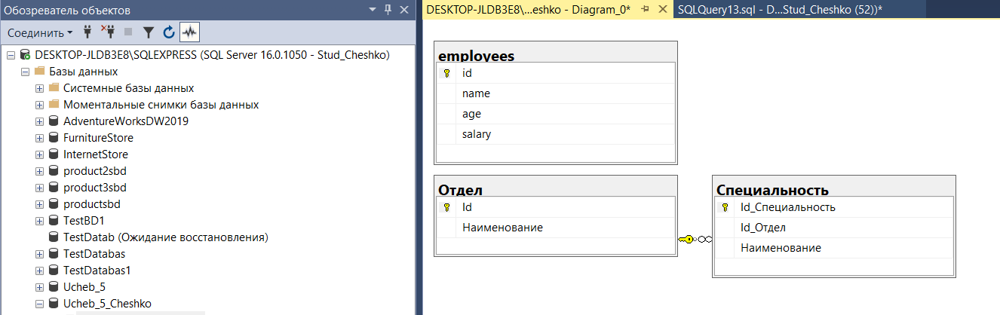 Обозреватель объектов
Соединить
DESKTOP-JLDB3E8\SQLEXPRESS (SQL Server 16.0.1050 - Stud_Cheshko)
Базы данных
Системные базы данных
Моментальные снимки базы данных
AdventureWorksDW2019
FurnitureStore
InternetStore
product2sbd
product3sbd
productsbd
TestBD1
TestDatab (Ожидание восстановления)
TestDatabas
TestDatabas1
Ucheb_5
Ucheb_5_Cheshko
DESKTOP-JLDB3E8\...eshko - Diagram_0*
SQLQuery13.sql - D...Stud_Cheshko (52))*
employees
id
name
age
salary
Отдел
Id
Наименование
Специальность
Id_Специальность
Id_Отдел
Наименование